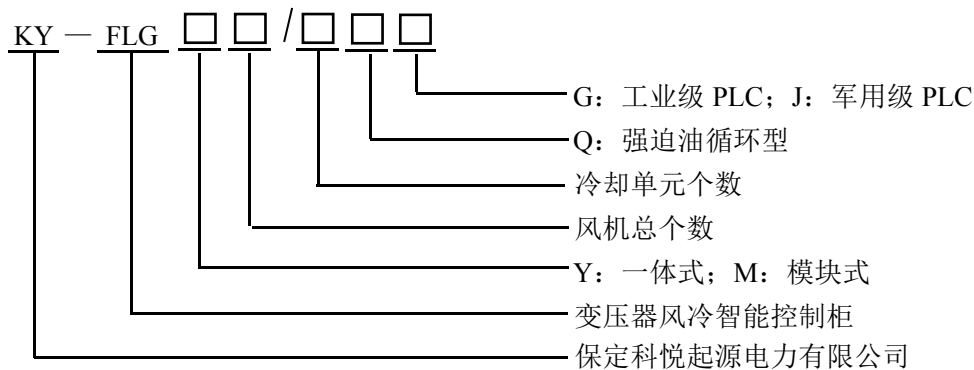 KY — FLG □ □ / □ □ □
G：工业级 PLC；J：军用级 PLC
Q：强迫油循环型
冷却单元个数
风机总个数
Y：一体式；M：模块式
变压器风冷智能控制柜
保定科悦起源电力有限公司